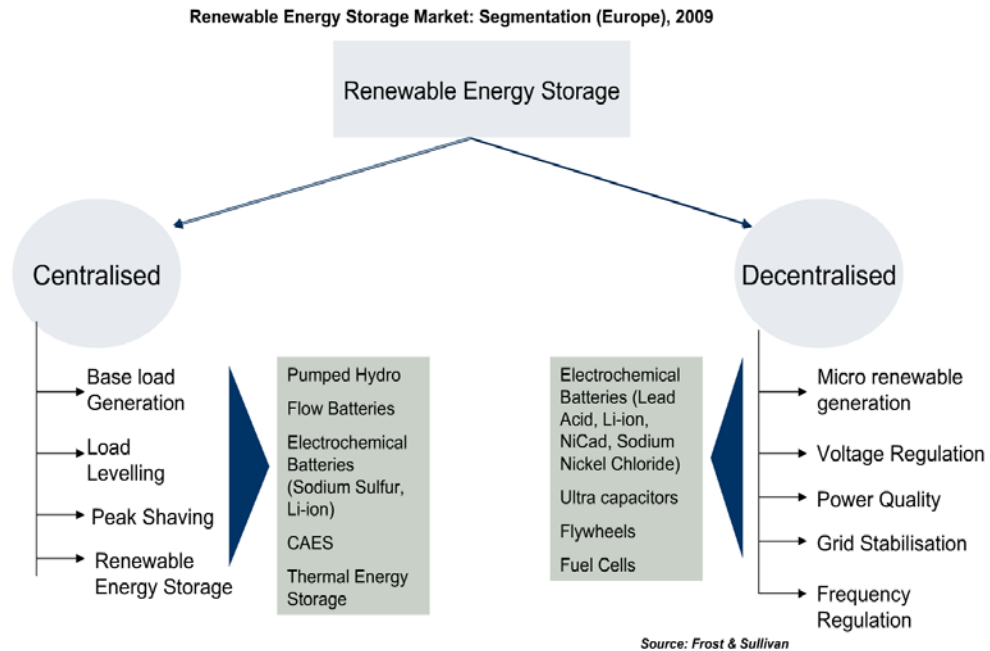 Renewable Energy Storage Market: Segmentation (Europe), 2009
Renewable Energy Storage
Centralised
Decentralised
Base load
Generation
Load
Levelling
Peak Shaving
Renewable
Energy Storage
Pumped Hydro
Flow Batteries
Electrochemical
Batteries
(Sodium Sulfur,
Li-ion)
CAES
Thermal Energy
Storage
Electrochemical
Batteries (Lead
Acid, Li-ion,
NiCad, Sodium
Nickel Chloride)
Ultra capacitors
Flywheels
Fuel Cells
Micro renewable
generation
Voltage Regulation
Power Quality
Grid Stabilisation
Frequency
Regulation
Source: Frost & Sullivan